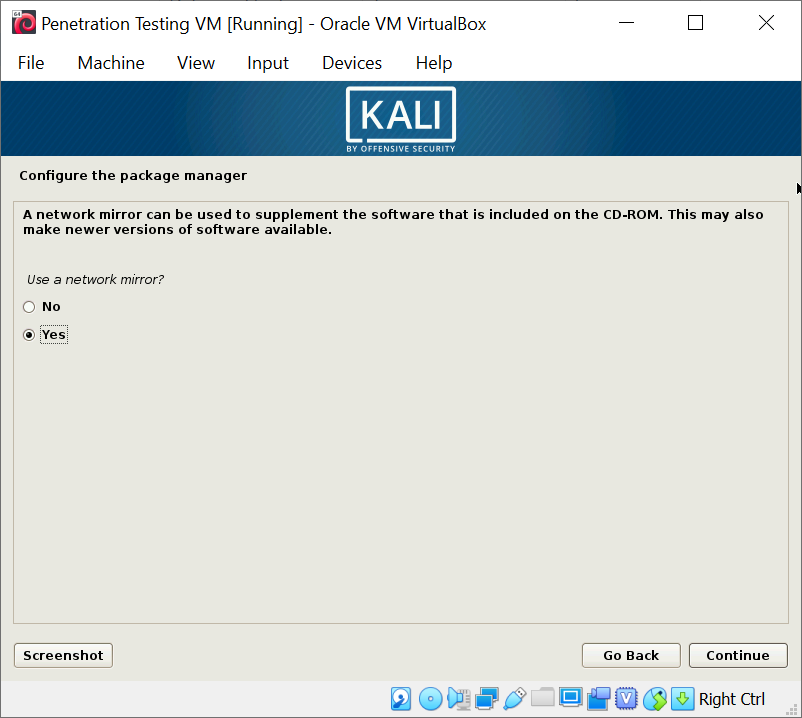 Penetration Testing VM [Running] - Oracle VM VirtualBox
File Machine View Input Devices Help
KALI
BY OFFENSIVE SECURITY
Configure the package manager
A network mirror can be used to supplement the software that is included on the CD-ROM. This may also
make newer versions of software available.
Use a network mirror?
No
Yes
Screenshot Go Back Continue
Right Ctrl